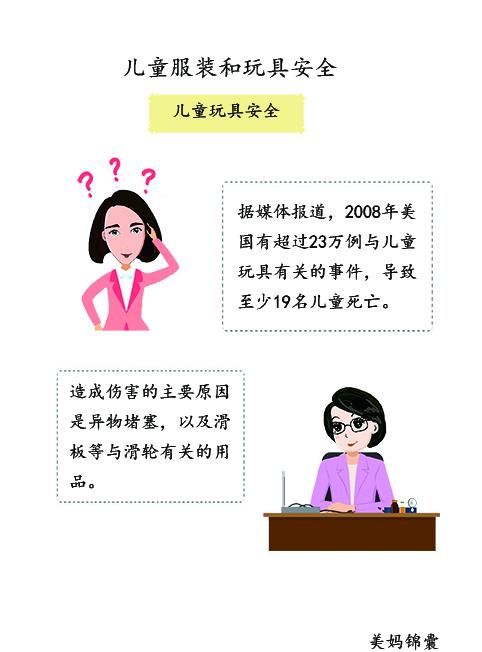 儿童服装和玩具安全
儿童玩具安全
? ? ?
据媒体报道，2008年美
国有超过23万例与儿童
玩具有关的事件，导致
至少19名儿童死亡。
造成伤害的主要原因
是异物堵塞，以及滑
板等与滑轮有关的用
品。
美妈锦囊